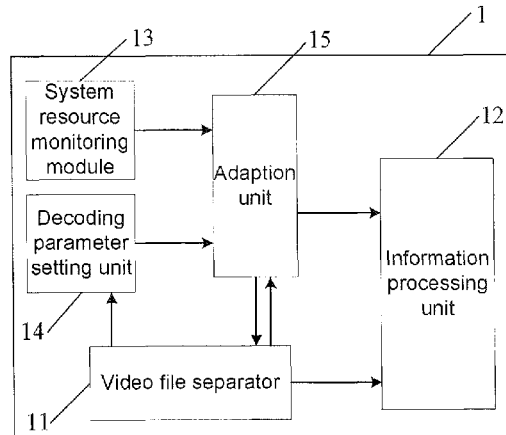 13
15
1
System
resource
monitoring
module
12
Adaption
unit
Decoding
parameter
setting unit
Information
processing
unit
14
Video file separator
11